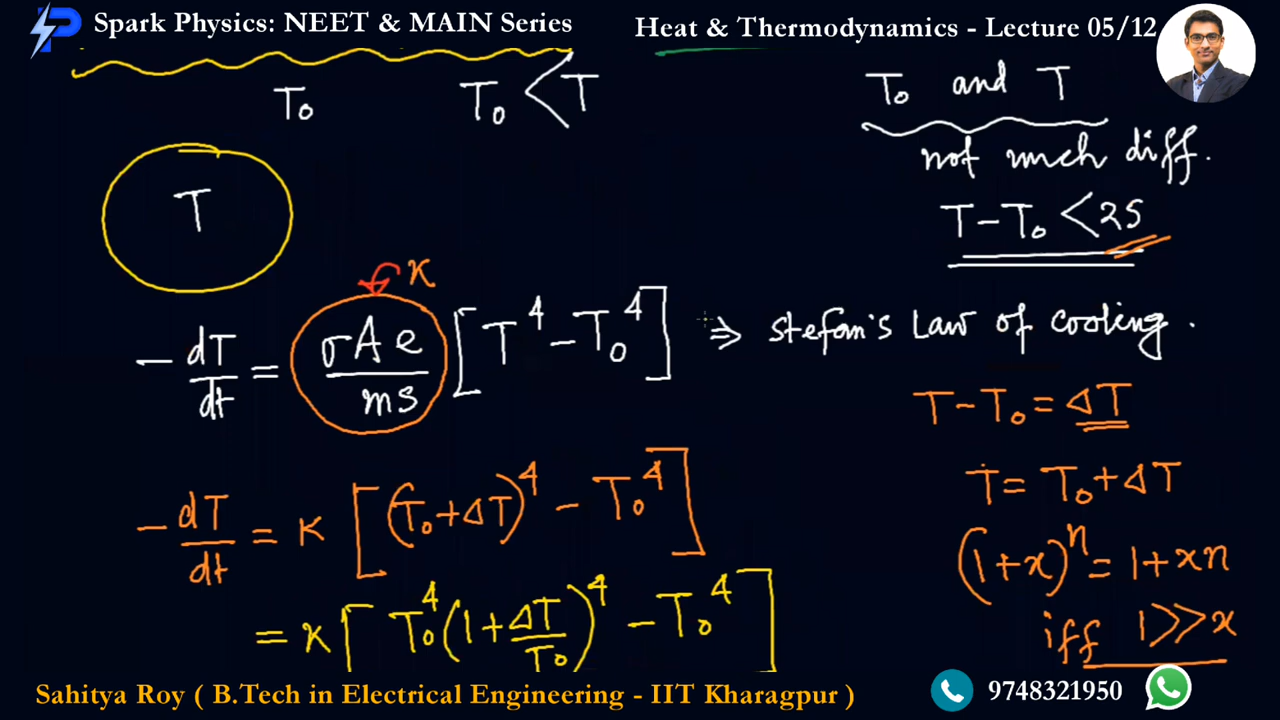 Spark Physics: NEET & MAIN Series
Heat & Thermodynamics - Lecture 05/12
T₀
T₀ < T
T₀ and T
not much diff.
T
T-T₀ < 25
K
-dT/dt = σAe/ms [T⁴-T₀⁴] ⇒ stefan's Law of cooling.
T-T₀ = ΔT
T = T₀+ΔT
-dT/dt = K [(T₀+ΔT)⁴ - T₀⁴]
(1+x)ⁿ = 1+xn
= K [T₀⁴(1+ΔT/T₀)⁴ - T₀⁴]
iff 1>>x
Sahitya Roy ( B.Tech in Electrical Engineering - IIT Kharagpur )
9748321950